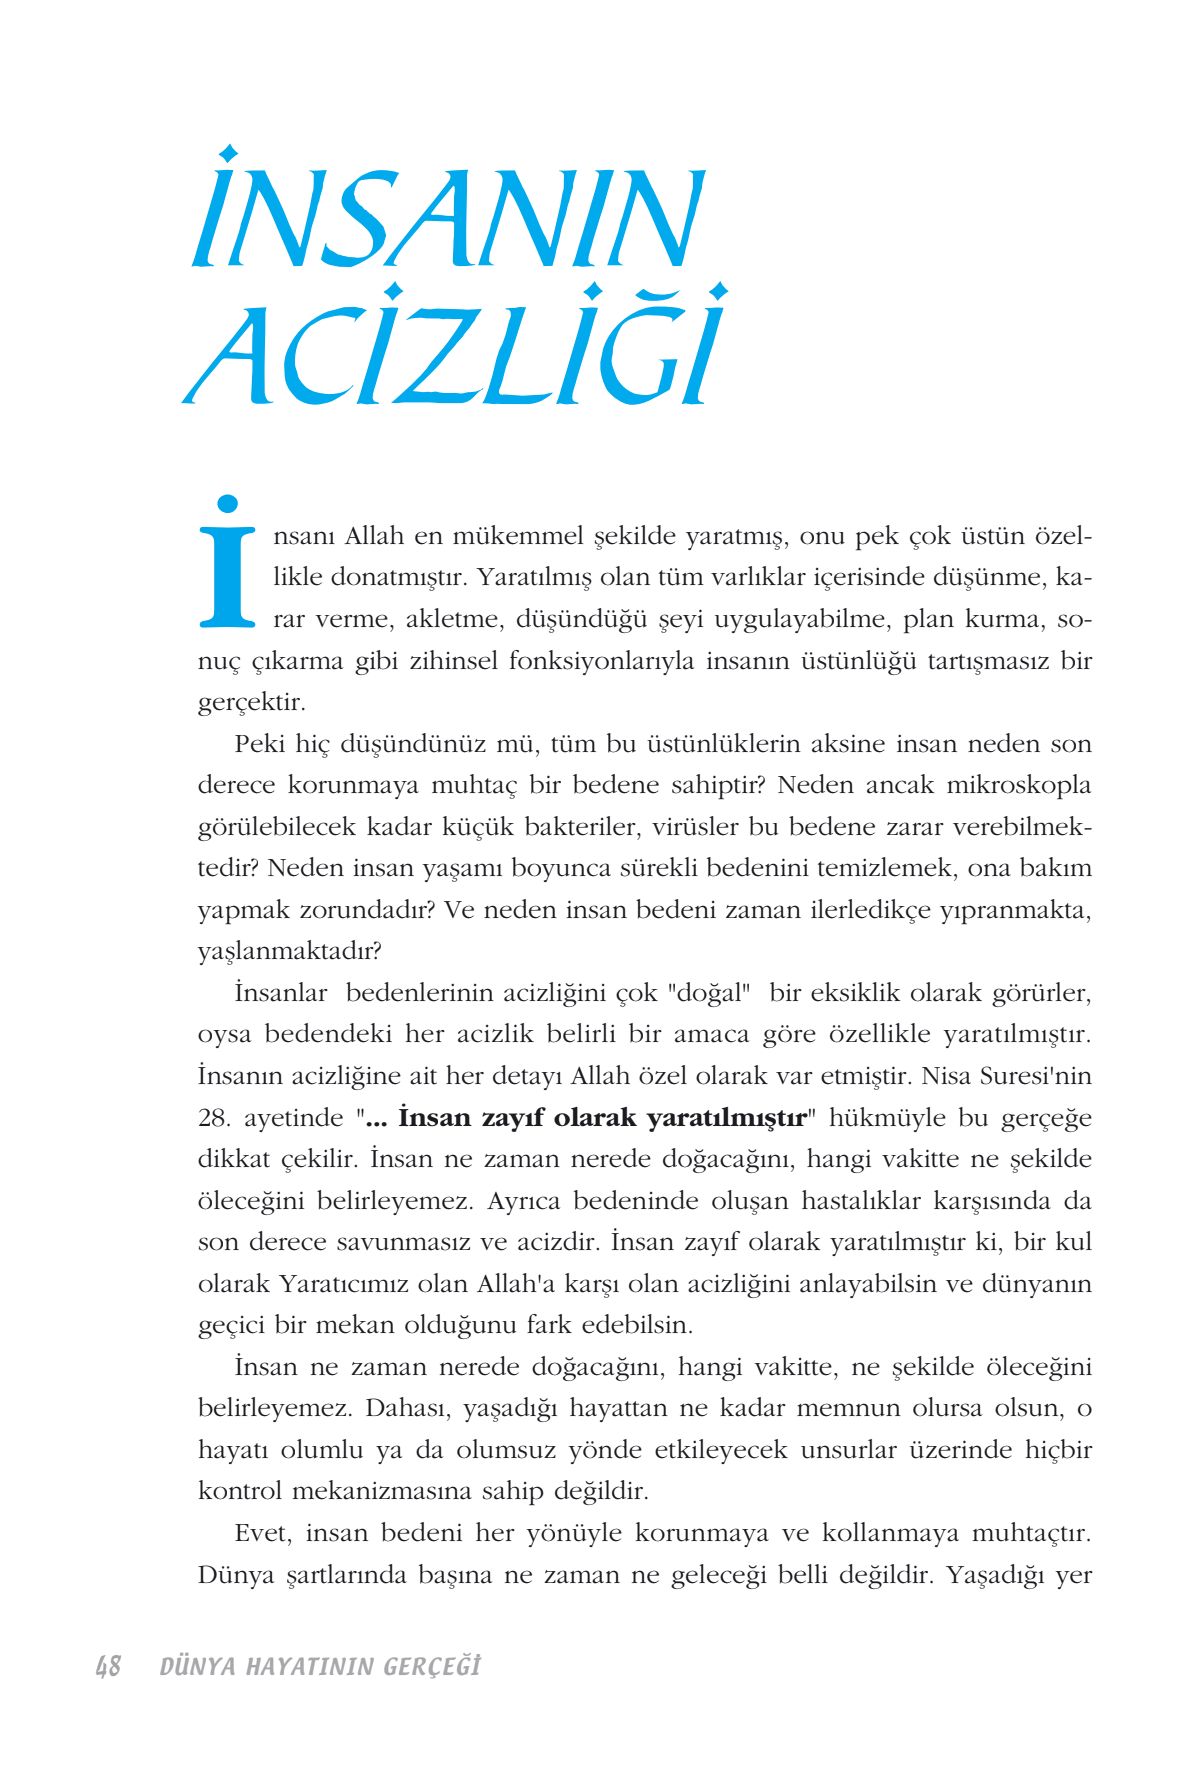 İNSANIN
ACİZLİĞİ
İnsanı Allah en mükemmel şekilde yaratmış, onu pek çok üstün özel-
likle donatmıştır. Yaratılmış olan tüm varlıklar içerisinde düşünme, ka-
rar verme, akletme, düşündüğü şeyi uygulayabilme, plan kurma, so-
nuç çıkarma gibi zihinsel fonksiyonlarıyla insanın üstünlüğü tartışmasız bir
gerçektir.
Peki hiç düşündünüz mü, tüm bu üstünlüklerin aksine insan neden son
derece korunmaya muhtaç bir bedene sahiptir? Neden ancak mikroskopla
görülebilecek kadar küçük bakteriler, virüsler bu bedene zarar verebilmek-
tedir? Neden insan yaşamı boyunca sürekli bedenini temizlemek, ona bakım
yapmak zorundadır? Ve neden insan bedeni zaman ilerledikçe yıpranmakta,
yaşlanmaktadır?
İnsanlar bedenlerinin acizliğini çok "doğal" bir eksiklik olarak görürler,
oysa bedendeki her acizlik belirli bir amaca göre özellikle yaratılmıştır.
İnsanın acizliğine ait her detayı Allah özel olarak var etmiştir. Nisa Suresi'nin
28. ayetinde "... İnsan zayıf olarak yaratılmıştır" hükmüyle bu gerçeğe
dikkat çekilir. İnsan ne zaman nerede doğacağını, hangi vakitte ne şekilde
öleceğini belirleyemez. Ayrıca bedeninde oluşan hastalıklar karşısında da
son derece savunmasız ve acizdir. İnsan zayıf olarak yaratılmıştır ki, bir kul
olarak Yaratıcımız olan Allah'a karşı olan acizliğini anlayabilsin ve dünyanın
geçici bir mekan olduğunu fark edebilsin.
İnsan ne zaman nerede doğacağını, hangi vakitte, ne şekilde öleceğini
belirleyemez. Dahası, yaşadığı hayattan ne kadar memnun olursa olsun, o
hayatı olumlu ya da olumsuz yönde etkileyecek unsurlar üzerinde hiçbir
kontrol mekanizmasına sahip değildir.
Evet, insan bedeni her yönüyle korunmaya ve kollanmaya muhtaçtır.
Dünya şartlarında başına ne zaman ne geleceği belli değildir. Yaşadığı yer
48 DÜNYA HAYATININ GERÇEĞİ